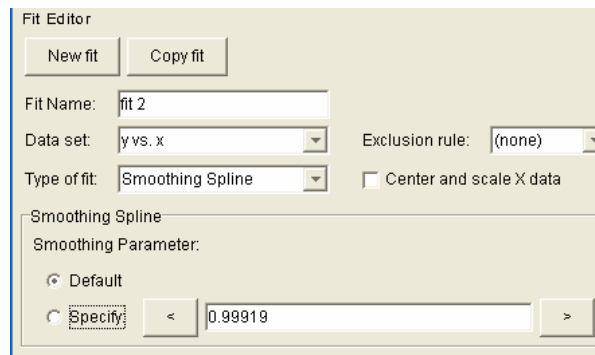 Fit Editor
New fit Copy fit
Fit Name: fit 2
Data set: y vs. x Exclusion rule: (none)
Type of fit: Smoothing Spline Center and scale X data
Smoothing Spline
Smoothing Parameter:
Default
Specify: < 0.99919 >